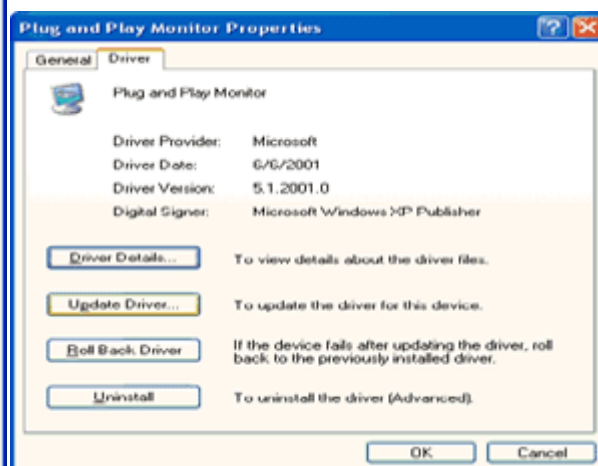 Plug and Play Monitor Properties
General Driver
Plug and Play Monitor
Driver Provider: Microsoft
Driver Date: 6/6/2001
Driver Version: 5.1.2001.0
Digital Signer: Microsoft Windows XP Publisher
Driver Details... To view details about the driver files.
Update Driver... To update the driver for this device.
Roll Back Driver If the device fails after updating the driver, roll
back to the previously installed driver.
Uninstall To uninstall the driver (Advanced).
OK Cancel